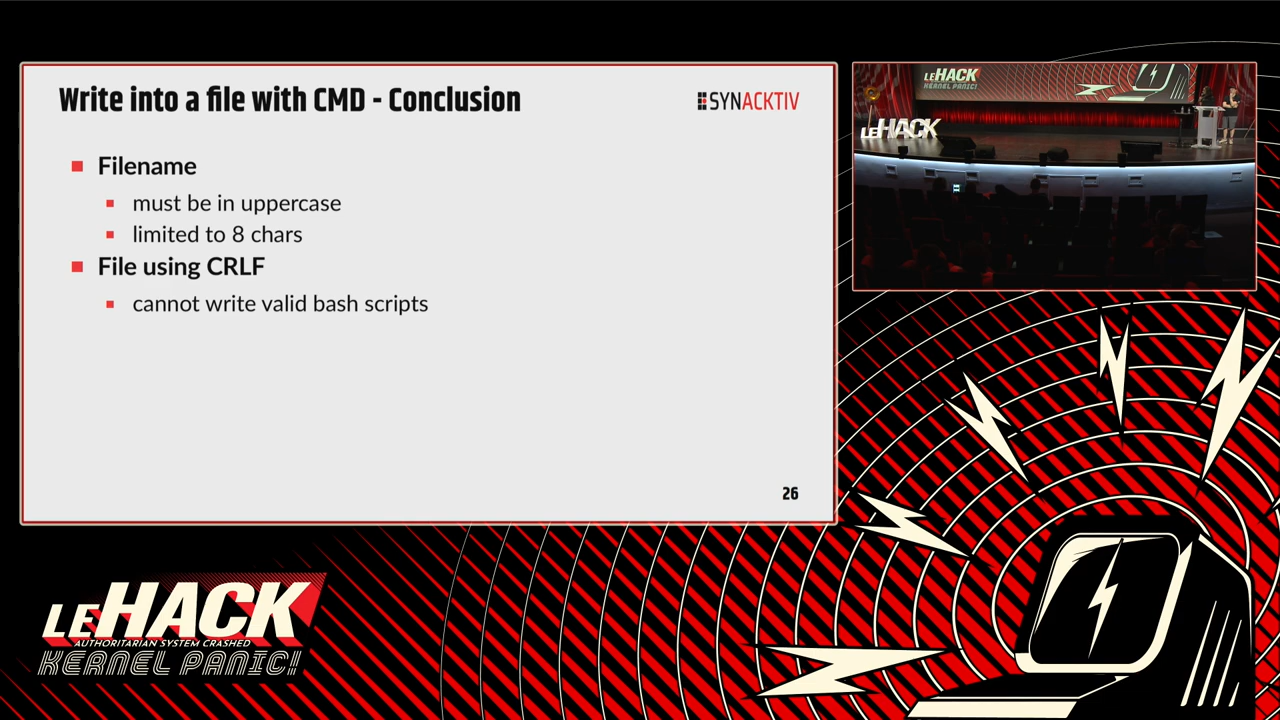 Write into a file with CMD - Conclusion
SYNACKTIV
Filename
must be in uppercase
limited to 8 chars
File using CRLF
cannot write valid bash scripts
26
LEHACK
KERNEL PANIC!
LEHACK
LEHACK
AUTHORITARIAN SYSTEM CRASHED
KERNEL PANIC!